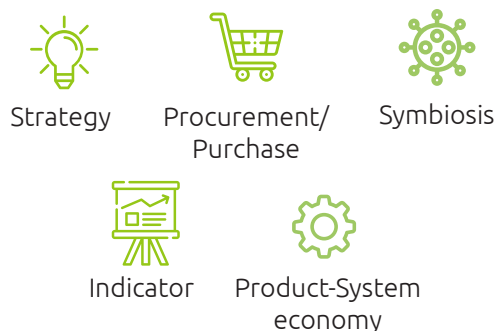 Strategy
Procurement/
Purchase
Symbiosis
Indicator
Product-System
economy